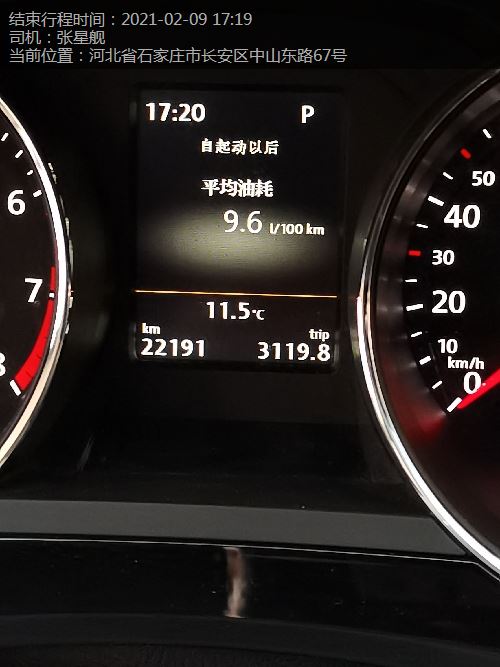 结束行程时间：2021-02-09 17:19
司机：张星舰
当前位置：河北省石家庄市长安区中山东路67号
17:20 P
自起动以后
平均油耗
9.6 l/100 km
11.5℃
km trip
22191 3119.8
6
7
8
50
40
30
20
10
km/h
0